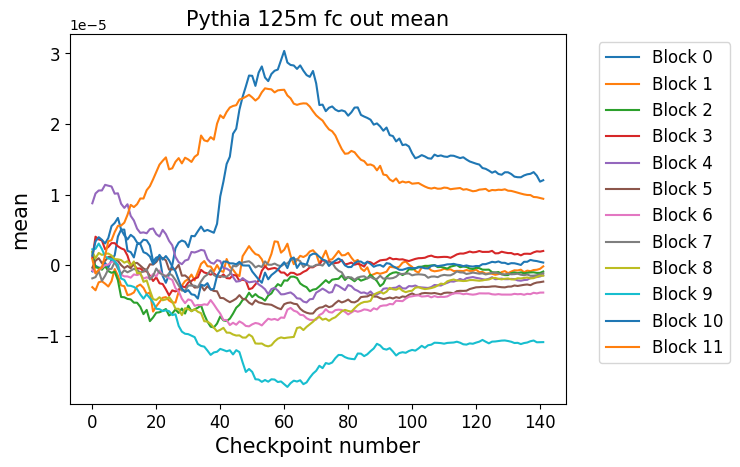 Pythia 125m fc out mean
1e−5
3
2
1
0
−1
mean
0
20
40
60
80
100
120
140
Checkpoint number
Block 0
Block 1
Block 2
Block 3
Block 4
Block 5
Block 6
Block 7
Block 8
Block 9
Block 10
Block 11